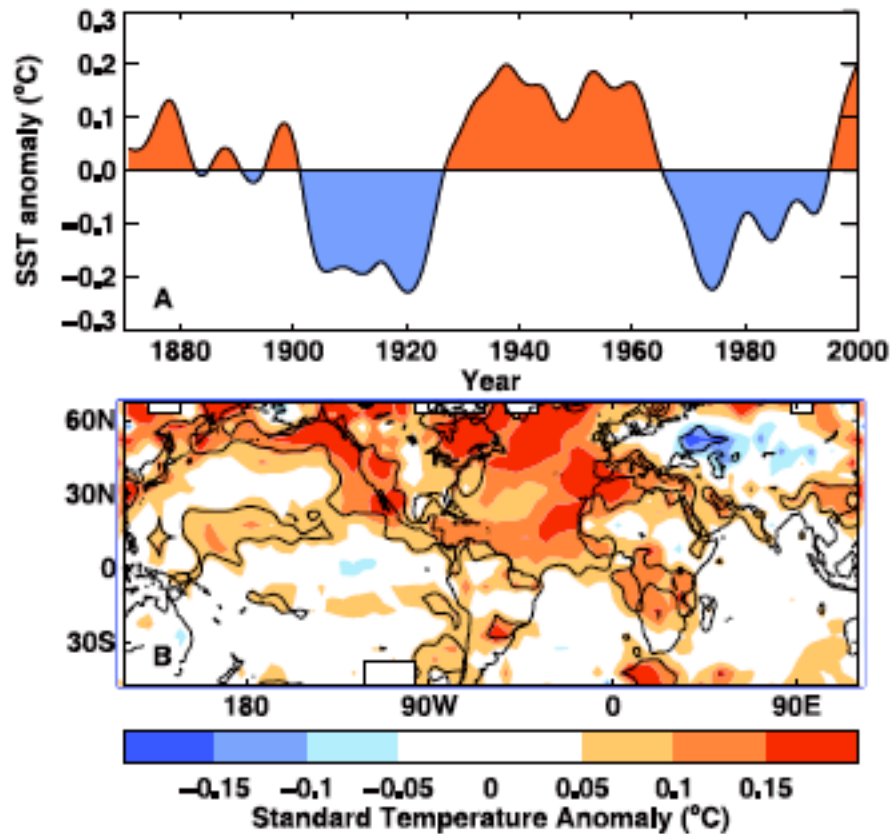 0.3
0.2
0.1
0.0
−0.1
−0.2
−0.3
SST anomaly (°C)
A
1880 1900 1920 1940 1960 1980 2000
Year
60N
30N
0
30S
B
180 90W 0 90E
−0.15 −0.1 −0.05 0 0.05 0.1 0.15
Standard Temperature Anomaly (°C)